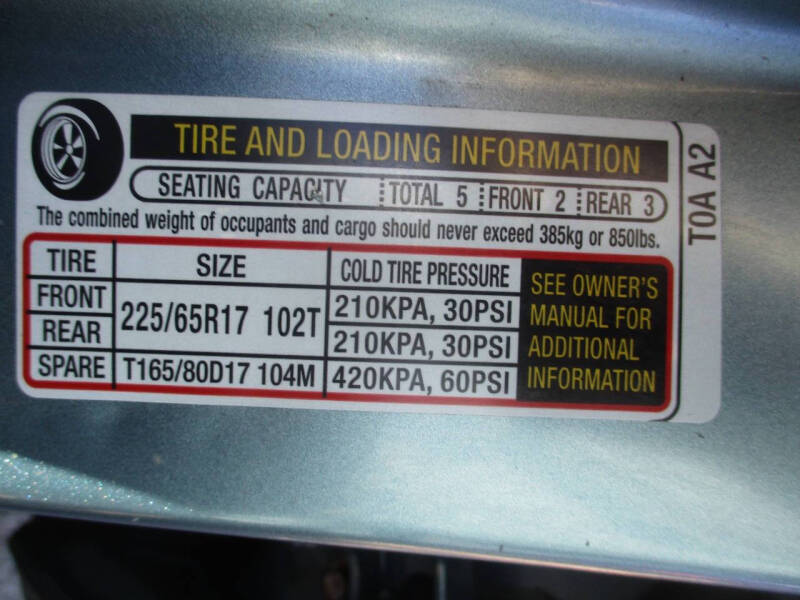 TIRE AND LOADING INFORMATION
SEATING CAPACITY TOTAL 5 FRONT 2 REAR 3
The combined weight of occupants and cargo should never exceed 385kg or 850lbs.
TIRE SIZE COLD TIRE PRESSURE
FRONT 225/65R17 102T 210KPA, 30PSI
REAR 210KPA, 30PSI
SPARE T165/80D17 104M 420KPA, 60PSI
SEE OWNER'S
MANUAL FOR
ADDITIONAL
INFORMATION
T0A A2